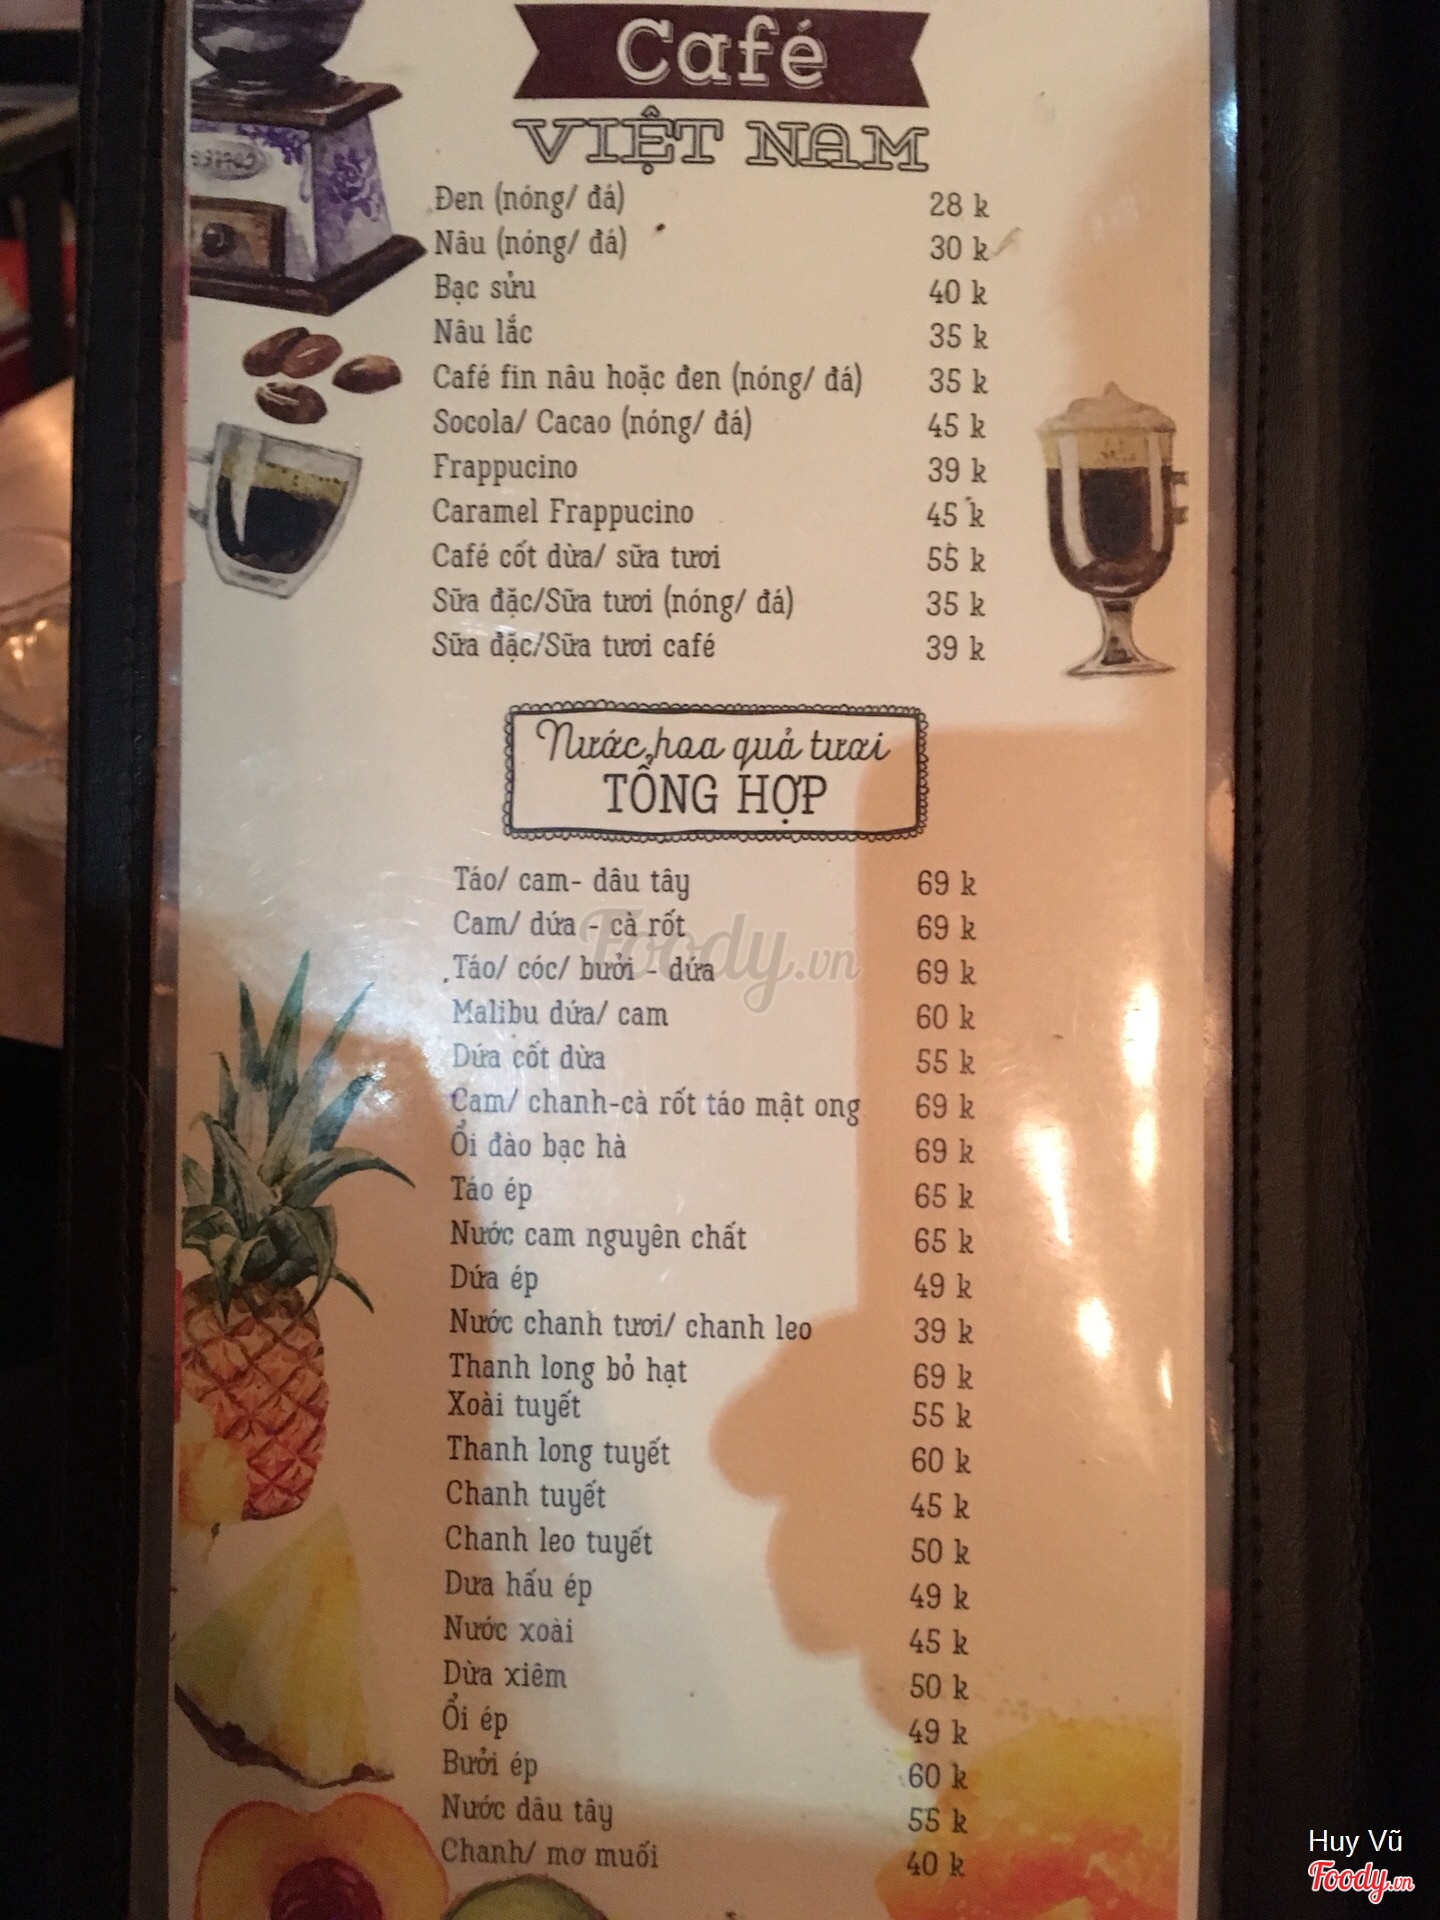 Café
VIỆT NAM
COFFEE
Đen (nóng/ đá) 28 k
Nâu (nóng/ đá) 30 k
Bạc sửu 40 k
Nâu lắc 35 k
Café fin nâu hoặc đen (nóng/ đá) 35 k
Socola/ Cacao (nóng/ đá) 45 k
Frappucino 39 k
Caramel Frappucino 45 k
Café cốt dừa/ sữa tươi 55 k
Sữa đặc/Sữa tươi (nóng/ đá) 35 k
Sữa đặc/Sữa tươi café 39 k
Nước hoa quả tươi
TỔNG HỢP
Táo/ cam- dâu tây 69 k
Cam/ dứa - cà rốt 69 k
Foody.vn
Táo/ cóc/ bưởi - dứa 69 k
Malibu dứa/ cam 60 k
Dứa cốt dừa 55 k
Cam/ chanh-cà rốt táo mật ong 69 k
Ổi đào bạc hà 69 k
Táo ép 65 k
Nước cam nguyên chất 65 k
Dứa ép 49 k
Nước chanh tươi/ chanh leo 39 k
Thanh long bỏ hạt 69 k
Xoài tuyết 55 k
Thanh long tuyết 60 k
Chanh tuyết 45 k
Chanh leo tuyết 50 k
Dưa hấu ép 49 k
Nước xoài 45 k
Dừa xiêm 50 k
Ổi ép 49 k
Bưởi ép 60 k
Nước dâu tây 55 k
Chanh/ mơ muối 40 k
Huy Vũ
Foody.vn